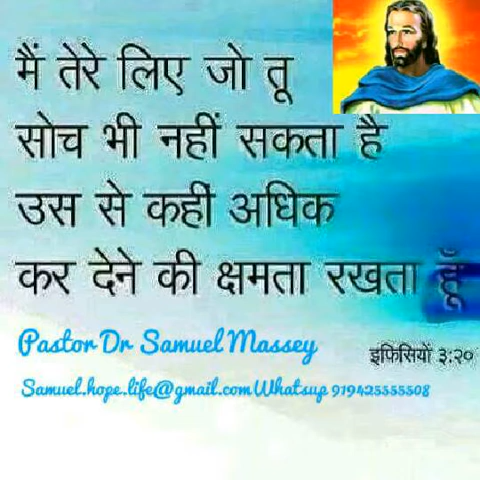 मैं तेरे लिए जो तू
सोच भी नहीं सकता है
उस से कहीं अधिक
कर देने की क्षमता रखता हूँ
Pastor Dr Samuel Massey
इफिसियों ३:२०
Samuel.hope.life@gmail.com Whatsup 919425555508